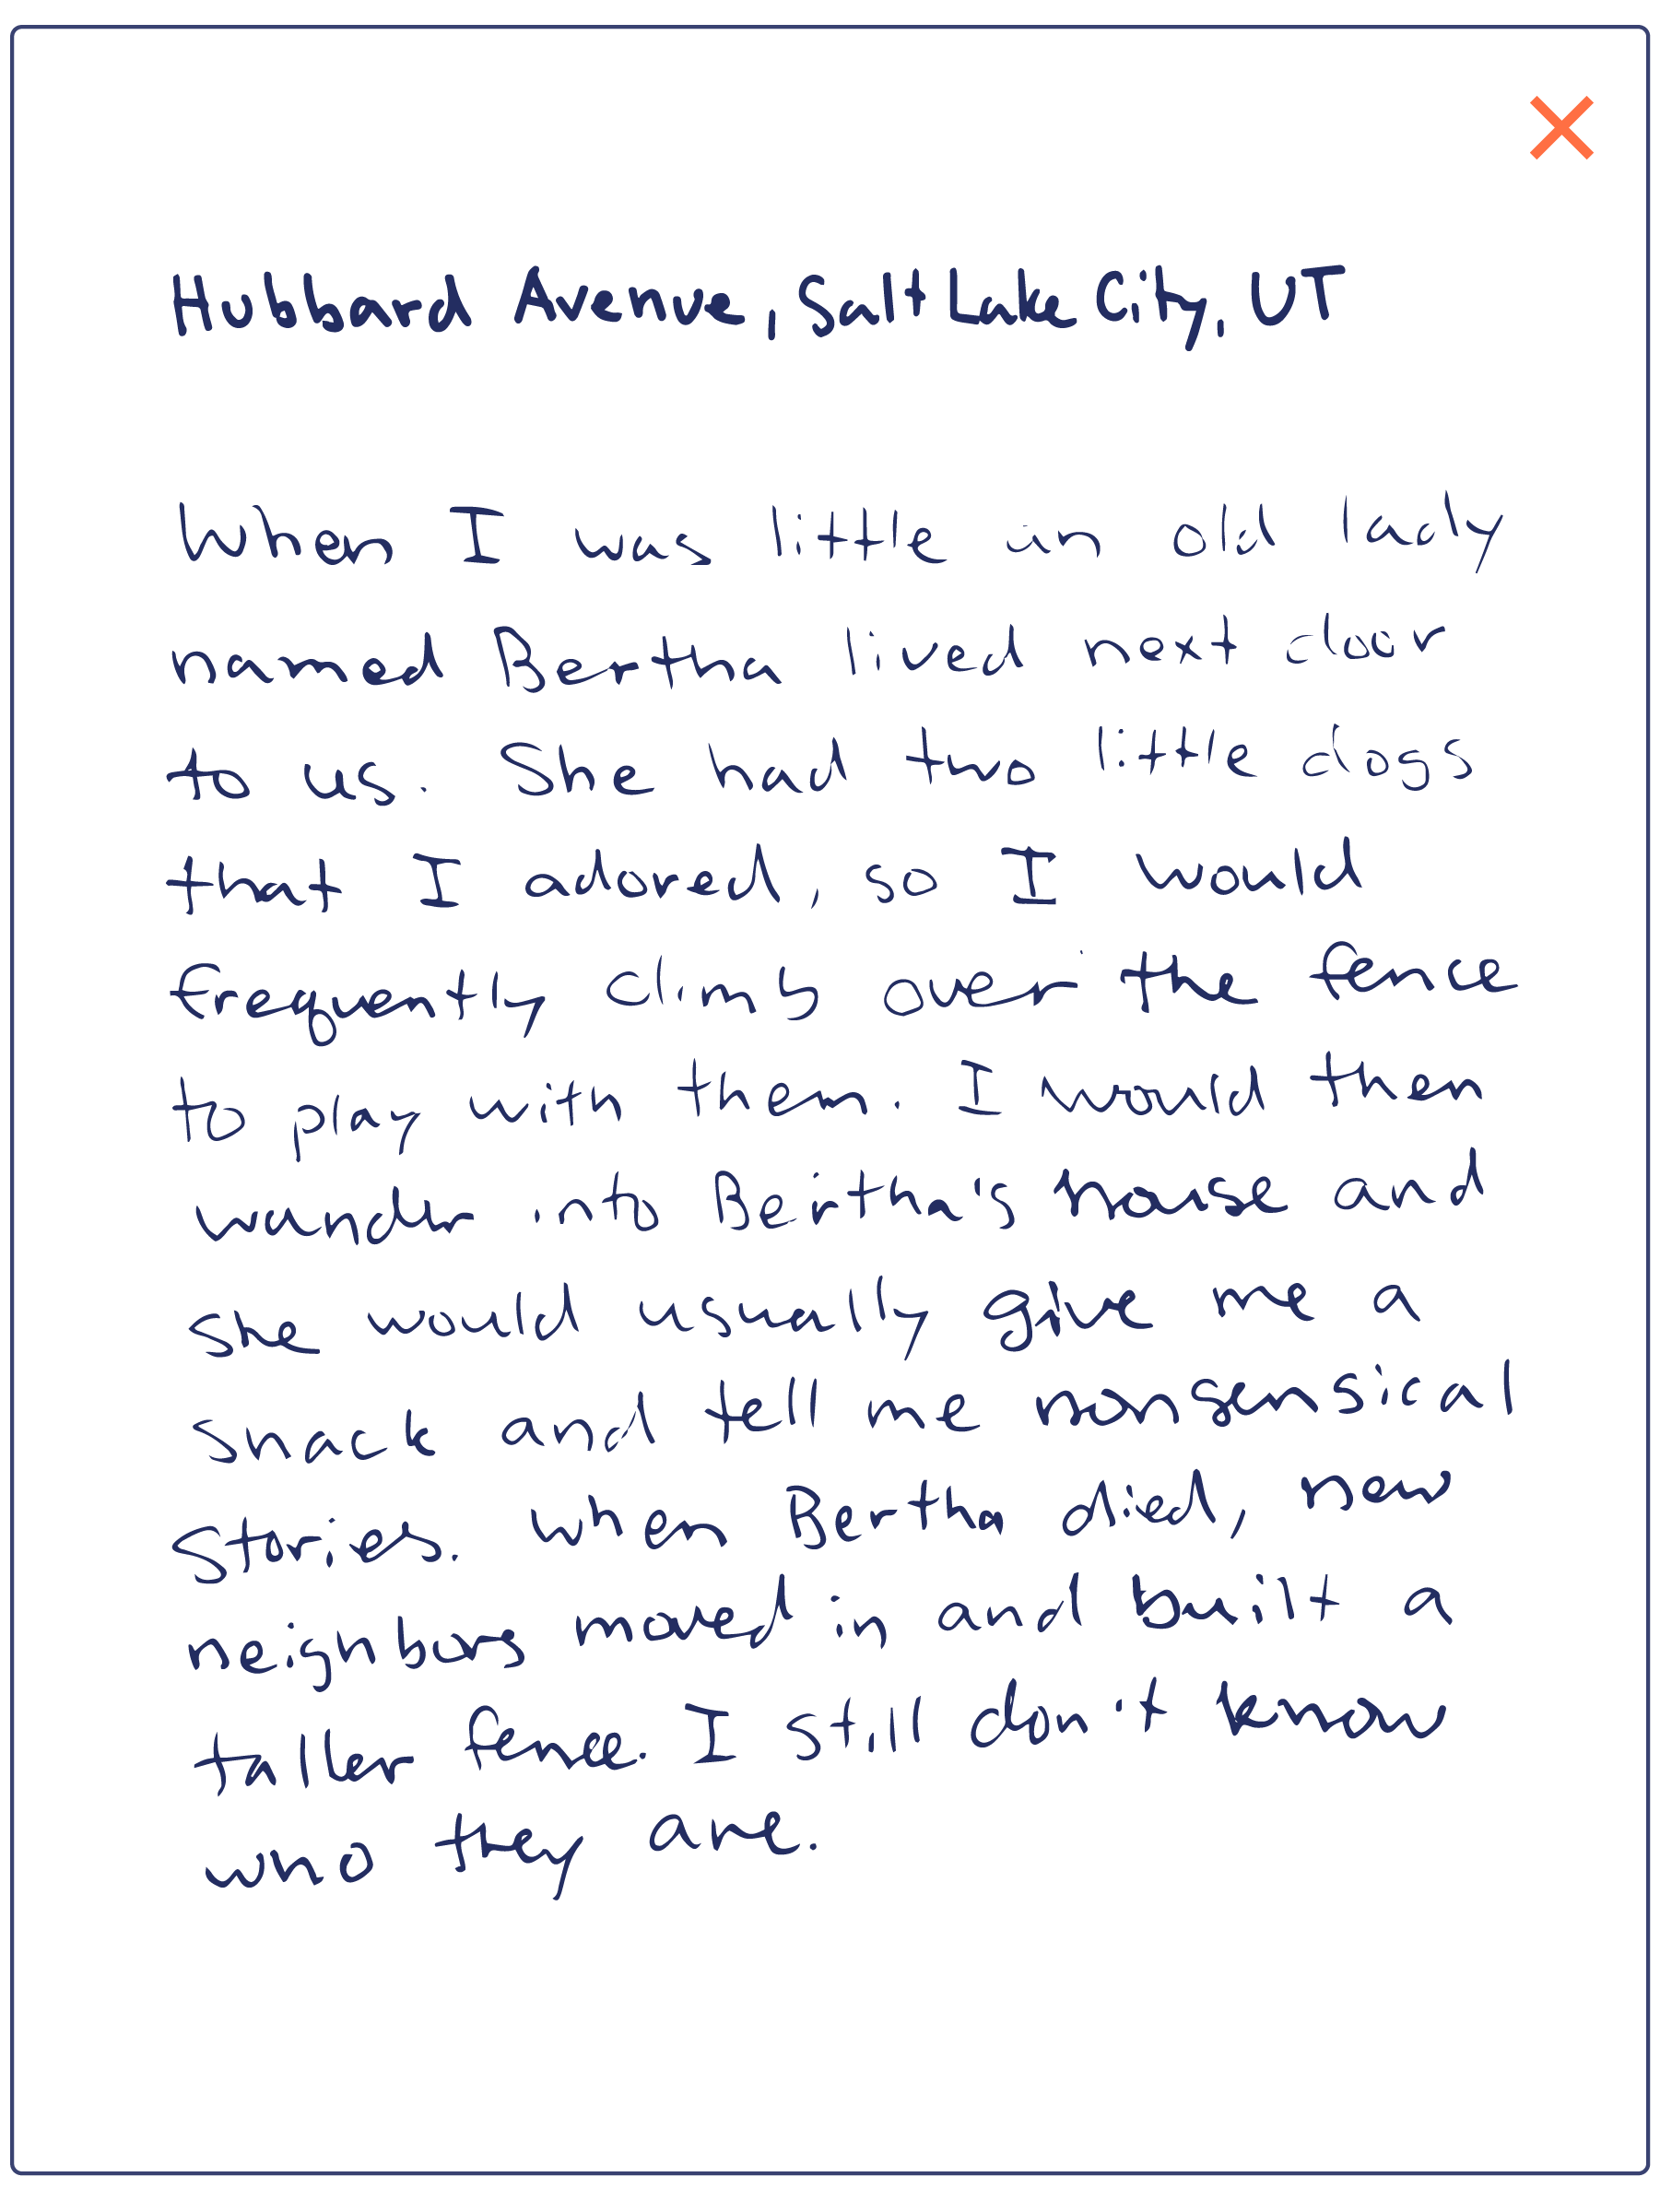 Hubbard Avenue, Salt Lake City, UT
When I was little an old lady
named Bertha lived next door
to us. She had two little dogs
that I adored, so I would
frequently climb over the fence
to play with them. I would then
wander into Bertha's house and
she would usually give me a
snack and tell me nonsensical
stories. When Bertha died, new
neighbors moved in and built a
taller fence. I still don't know
who they are.